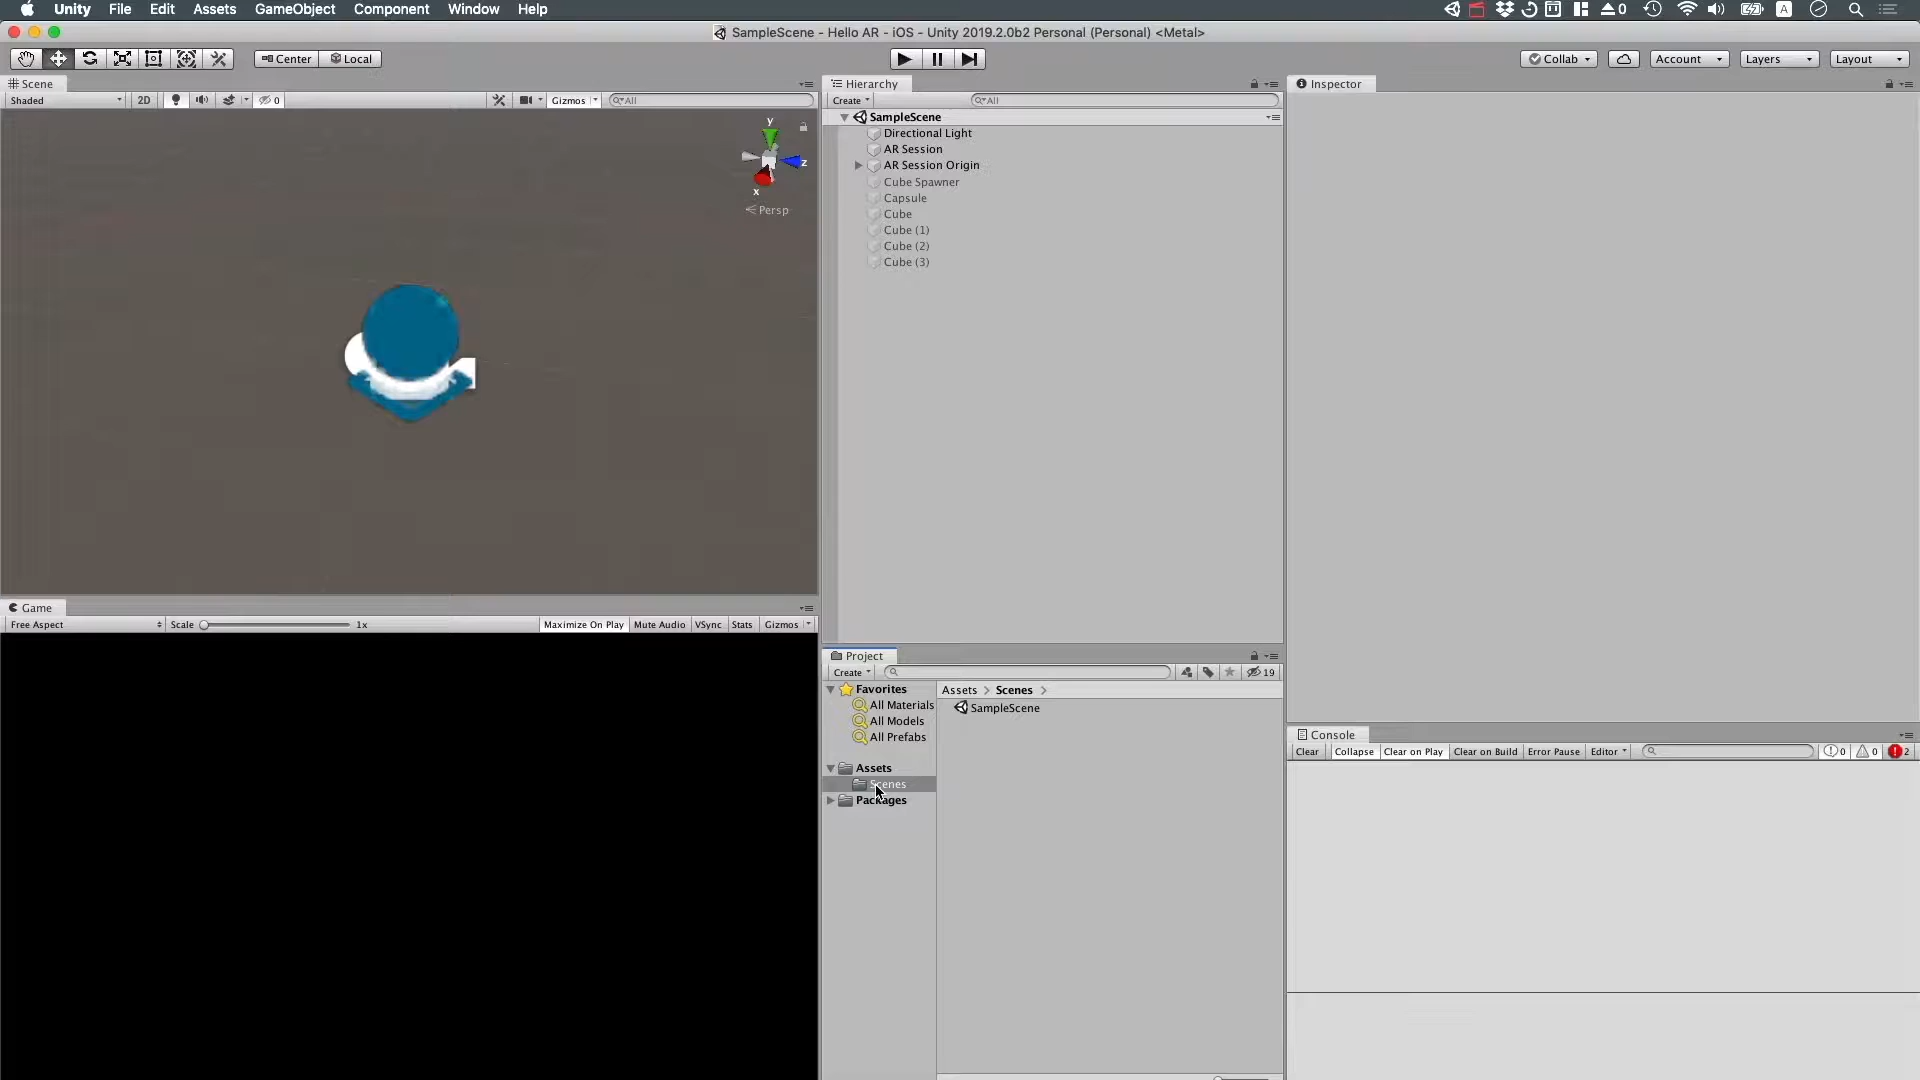 Unity File Edit Assets GameObject Component Window Help
0 A
SampleScene - Hello AR - iOS - Unity 2019.2.0b2 Personal (Personal) <Metal>
Center Local Collab Account Layers Layout
Scene
Shaded 2D 0 Gizmos All
y
z
x
Persp
Hierarchy
Create All
SampleScene
Directional Light
AR Session
AR Session Origin
Cube Spawner
Capsule
Cube
Cube (1)
Cube (2)
Cube (3)
Inspector
Game
Free Aspect Scale 1x Maximize On Play Mute Audio VSync Stats Gizmos
Project
Create 19
Favorites
All Materials
All Models
All Prefabs
Assets
Scenes
Packages
Assets > Scenes >
SampleScene
Console
Clear Collapse Clear on Play Clear on Build Error Pause Editor 0 0 2